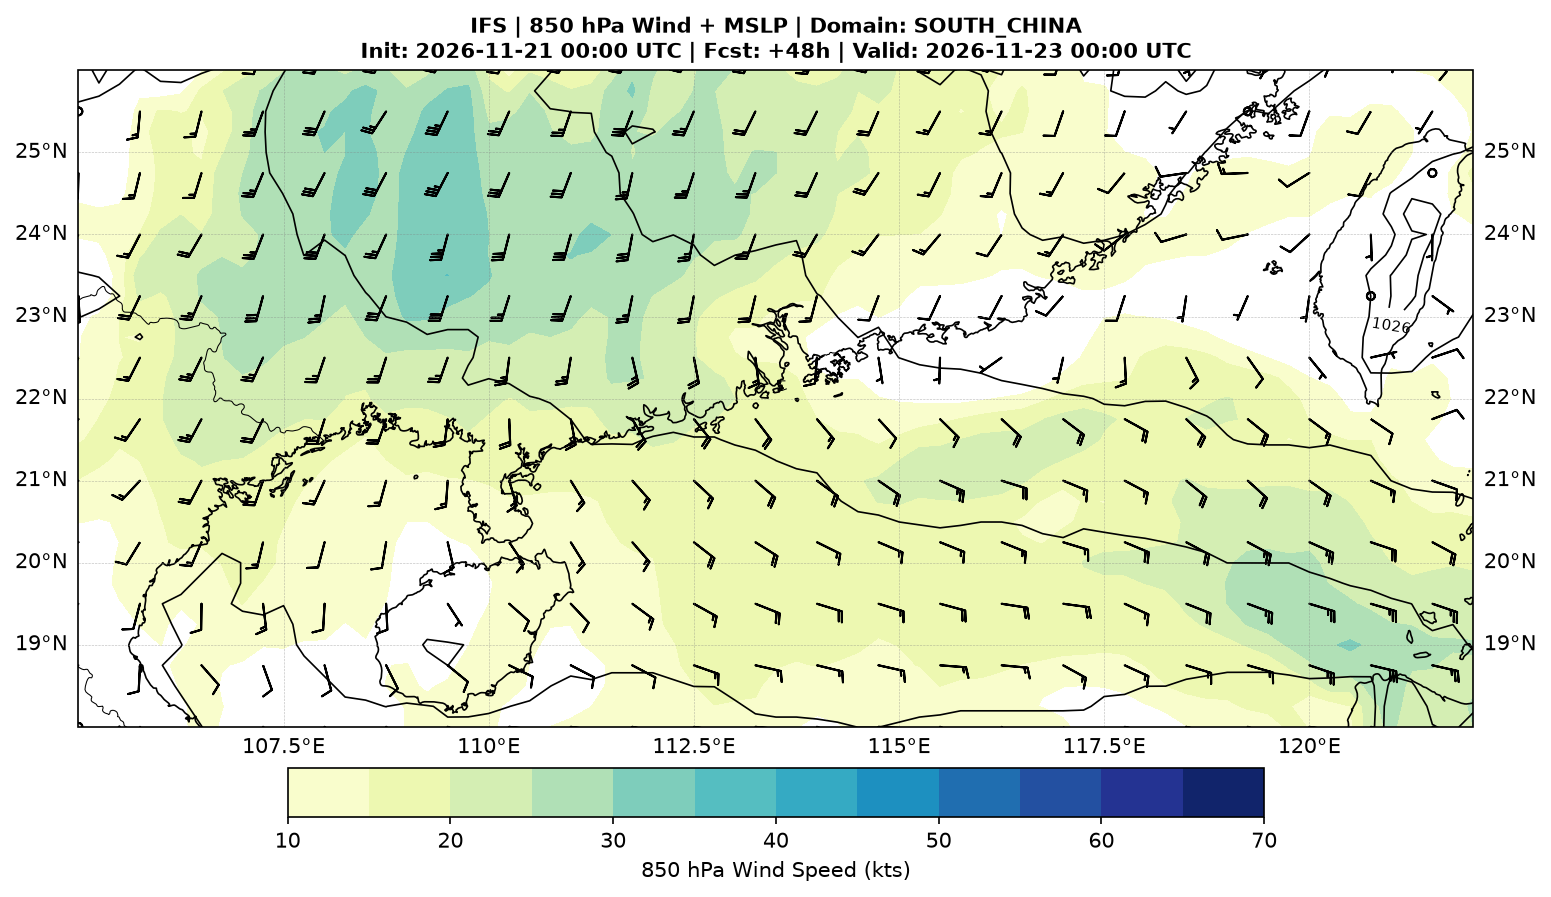 IFS | 850 hPa Wind + MSLP | Domain: SOUTH_CHINA
Init: 2026-11-21 00:00 UTC | Fcst: +48h | Valid: 2026-11-23 00:00 UTC
25°N 25°N
24°N 24°N
23°N 23°N
1026
22°N 22°N
21°N 21°N
20°N 20°N
19°N 19°N
107.5°E 110°E 112.5°E 115°E 117.5°E 120°E
10 20 30 40 50 60 70
850 hPa Wind Speed (kts)